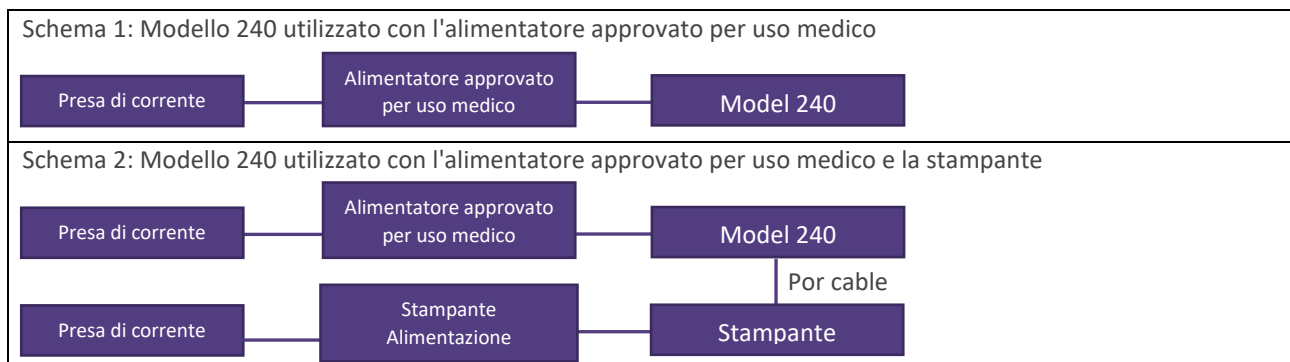 Schema 1: Modello 240 utilizzato con l'alimentatore approvato per uso medico
Presa di corrente
Alimentatore approvato
per uso medico
Model 240
Schema 2: Modello 240 utilizzato con l'alimentatore approvato per uso medico e la stampante
Presa di corrente
Alimentatore approvato
per uso medico
Model 240
Por cable
Presa di corrente
Stampante
Alimentazione
Stampante